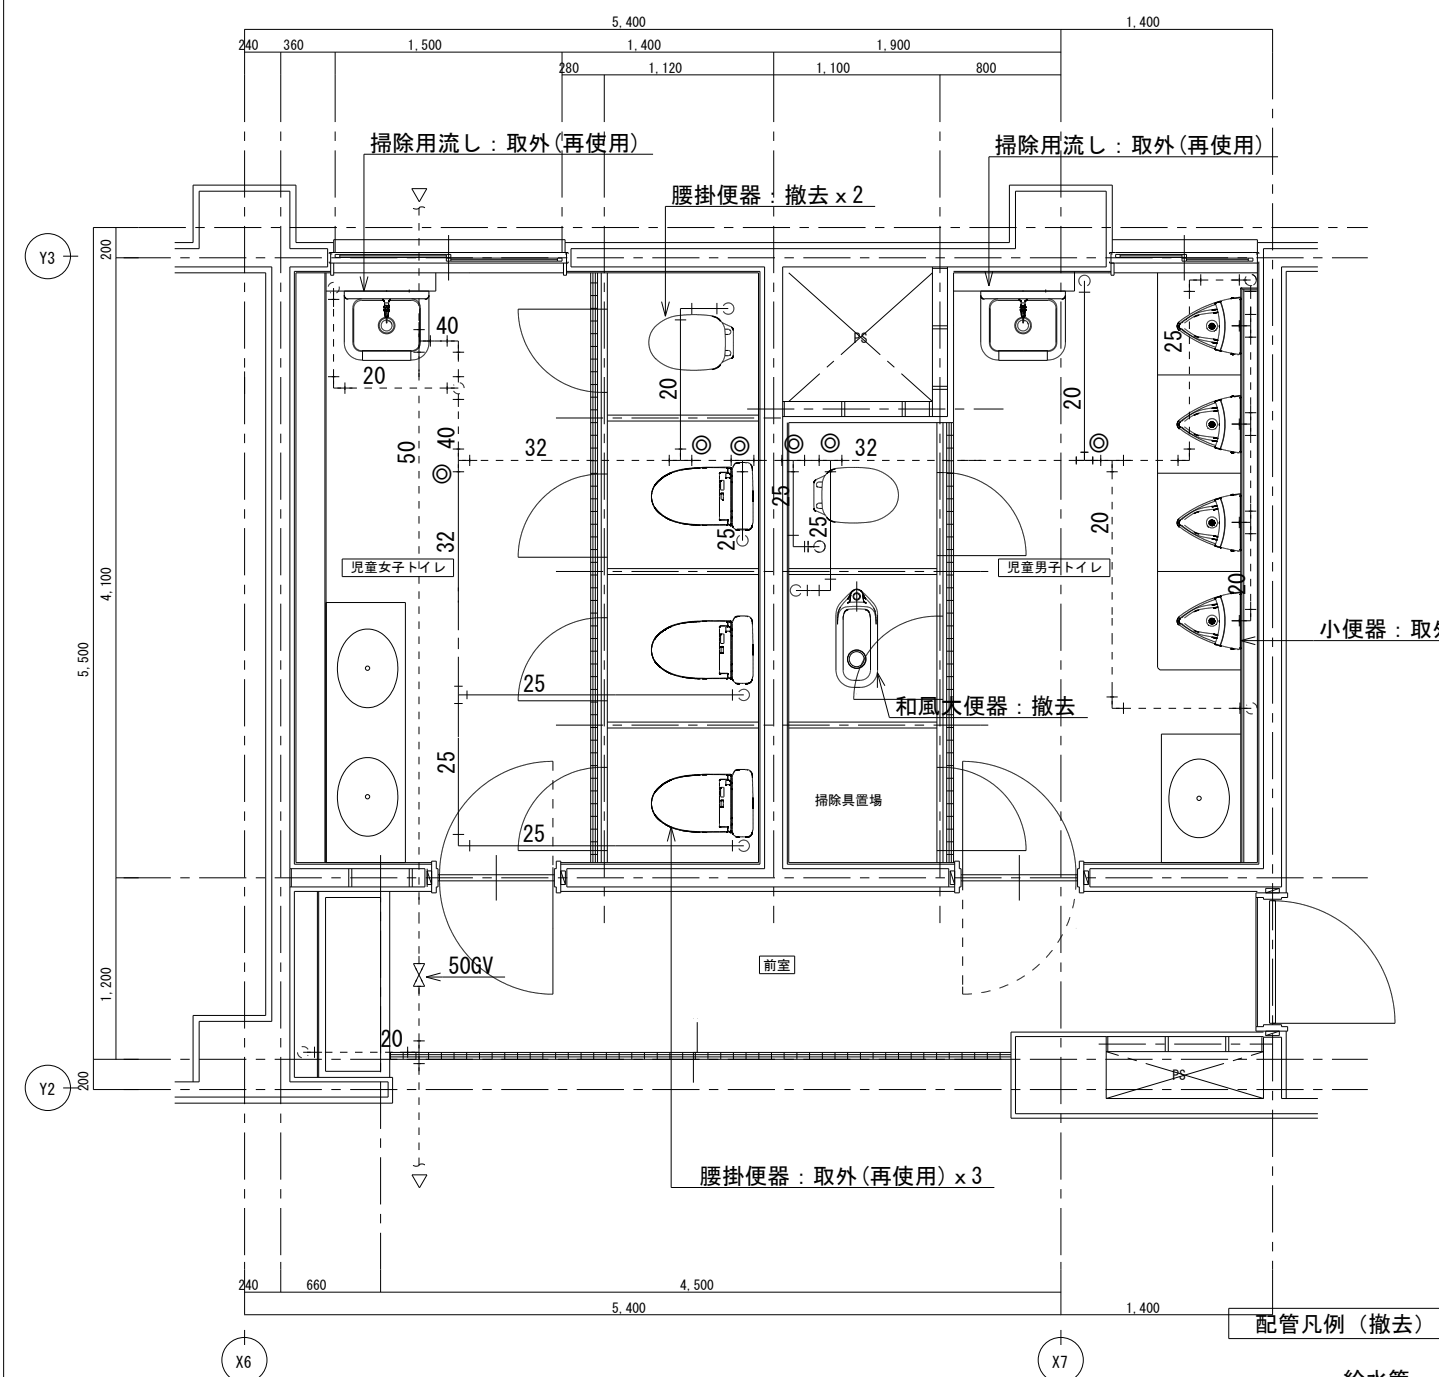 5,400
1,400
240
360
1,500
1,400
1,900
280
1,120
1,100
800
掃除用流し：取外(再使用)
掃除用流し：取外(再使用)
腰掛便器：撤去 x 2
Y3
200
PS
40
20
25
20
20
50
40
32
32
25
25
25
20
32
児童女子トイレ
児童男子トイレ
4,100
20
小便器：取
5,500
25
和風大便器：撤去
25
掃除具置場
25
前室
50GV
1,200
20
PS
Y2
200
腰掛便器：取外(再使用) x 3
240
660
4,500
5,400
1,400
配管凡例（撤去）
X6
X7